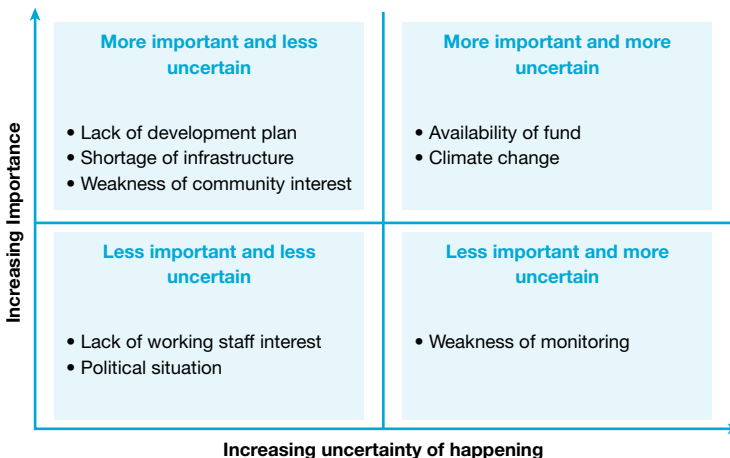 Increasing Importance
More important and less
uncertain
• Lack of development plan
• Shortage of infrastructure
• Weakness of community interest
More important and more
uncertain
• Availability of fund
• Climate change
Less important and less
uncertain
• Lack of working staff interest
• Political situation
Less important and more
uncertain
• Weakness of monitoring
Increasing uncertainty of happening